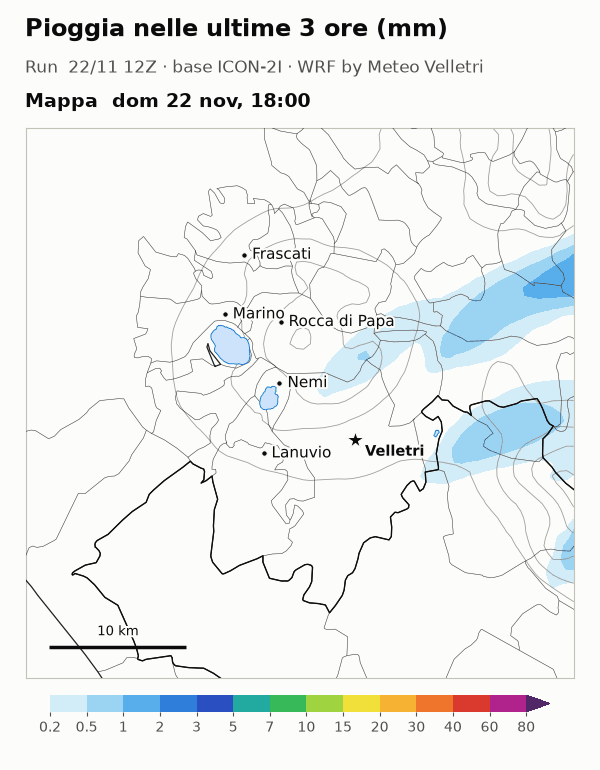 Pioggia nelle ultime 3 ore (mm)
Run  22/11 12Z · base ICON-2I · WRF by Meteo Velletri
Mappa  dom 22 nov, 18:00
Frascati
Marino
Rocca di Papa
Nemi
Velletri
Lanuvio
10 km
0.2 0.5 1 2 3 5 7 10 15 20 30 40 60 80